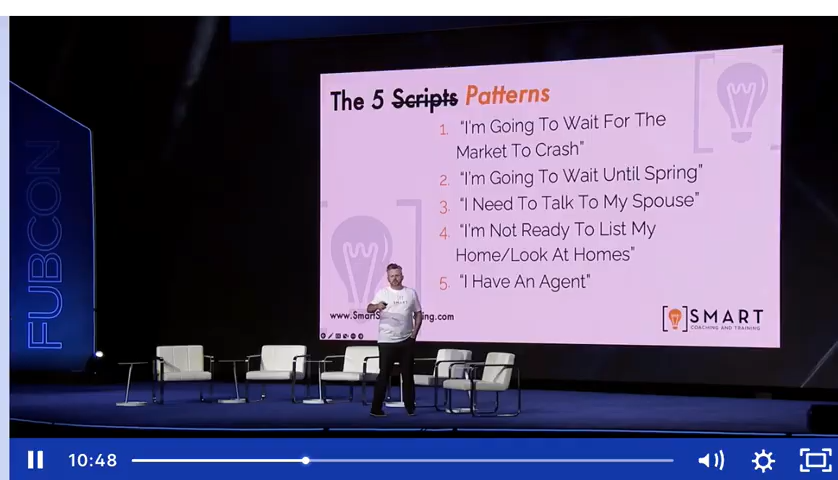 The 5 Scripts Patterns
1. "I'm Going To Wait For The
Market To Crash"
2. "I'm Going To Wait Until Spring"
3. "I Need To Talk To My Spouse"
4. "I'm Not Ready To List My
Home/Look At Homes"
5. "I Have An Agent"
SMART
COACHING AND TRAINING
FUBCON
10:48